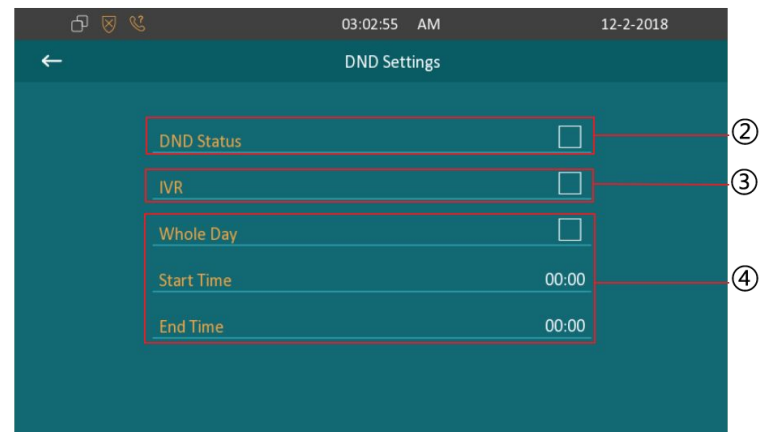 03:02:55 AM 12-2-2018
DND Settings
DND Status ②
IVR ③
Whole Day
Start Time 00:00 ④
End Time 00:00